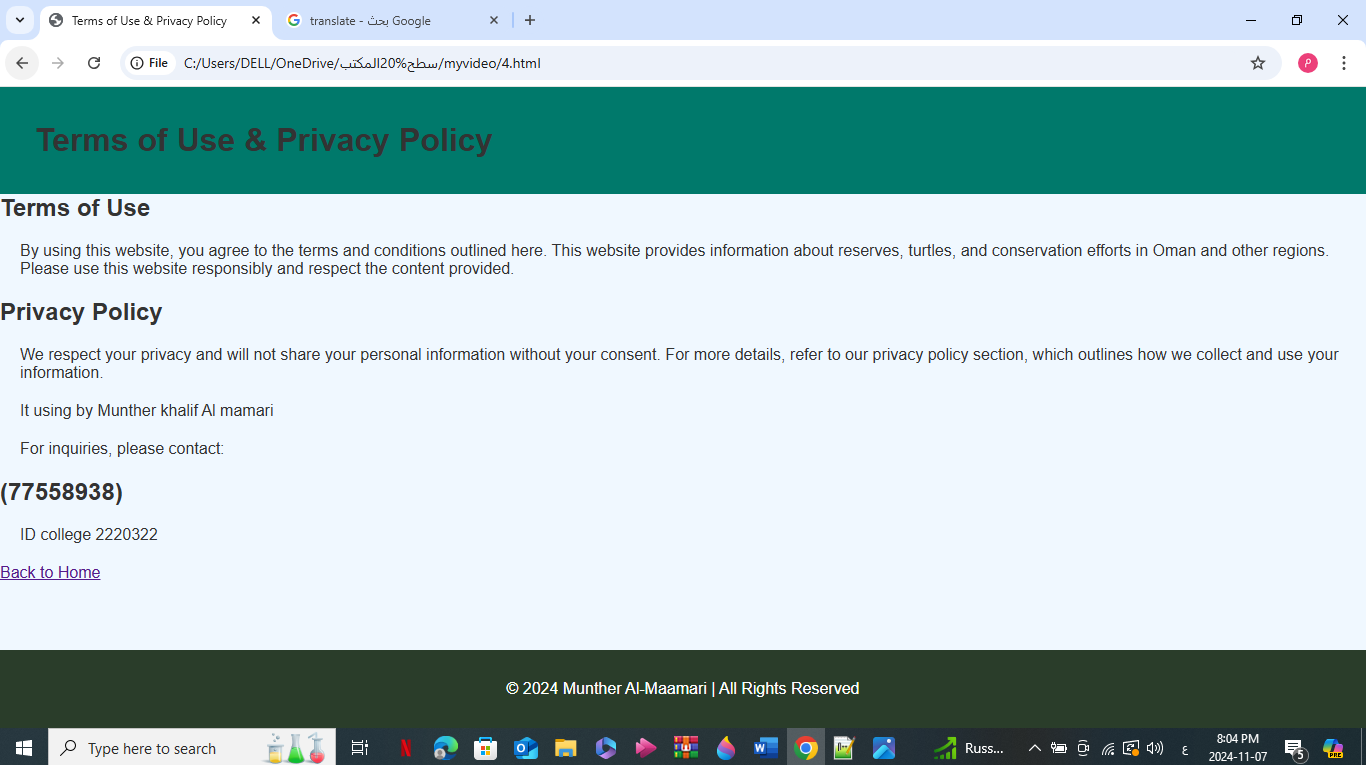 Terms of Use & Privacy Policy
translate - بحث Google
File
C:/Users/DELL/OneDrive/سطح%20المكتب/myvideo/4.html
Terms of Use & Privacy Policy
Terms of Use
By using this website, you agree to the terms and conditions outlined here. This website provides information about reserves, turtles, and conservation efforts in Oman and other regions.
Please use this website responsibly and respect the content provided.
Privacy Policy
We respect your privacy and will not share your personal information without your consent. For more details, refer to our privacy policy section, which outlines how we collect and use your
information.
It using by Munther khalif Al mamari
For inquiries, please contact:
(77558938)
ID college 2220322
Back to Home
© 2024 Munther Al-Maamari | All Rights Reserved
Type here to search
Russ...
ع
8:04 PM
2024-11-07
5